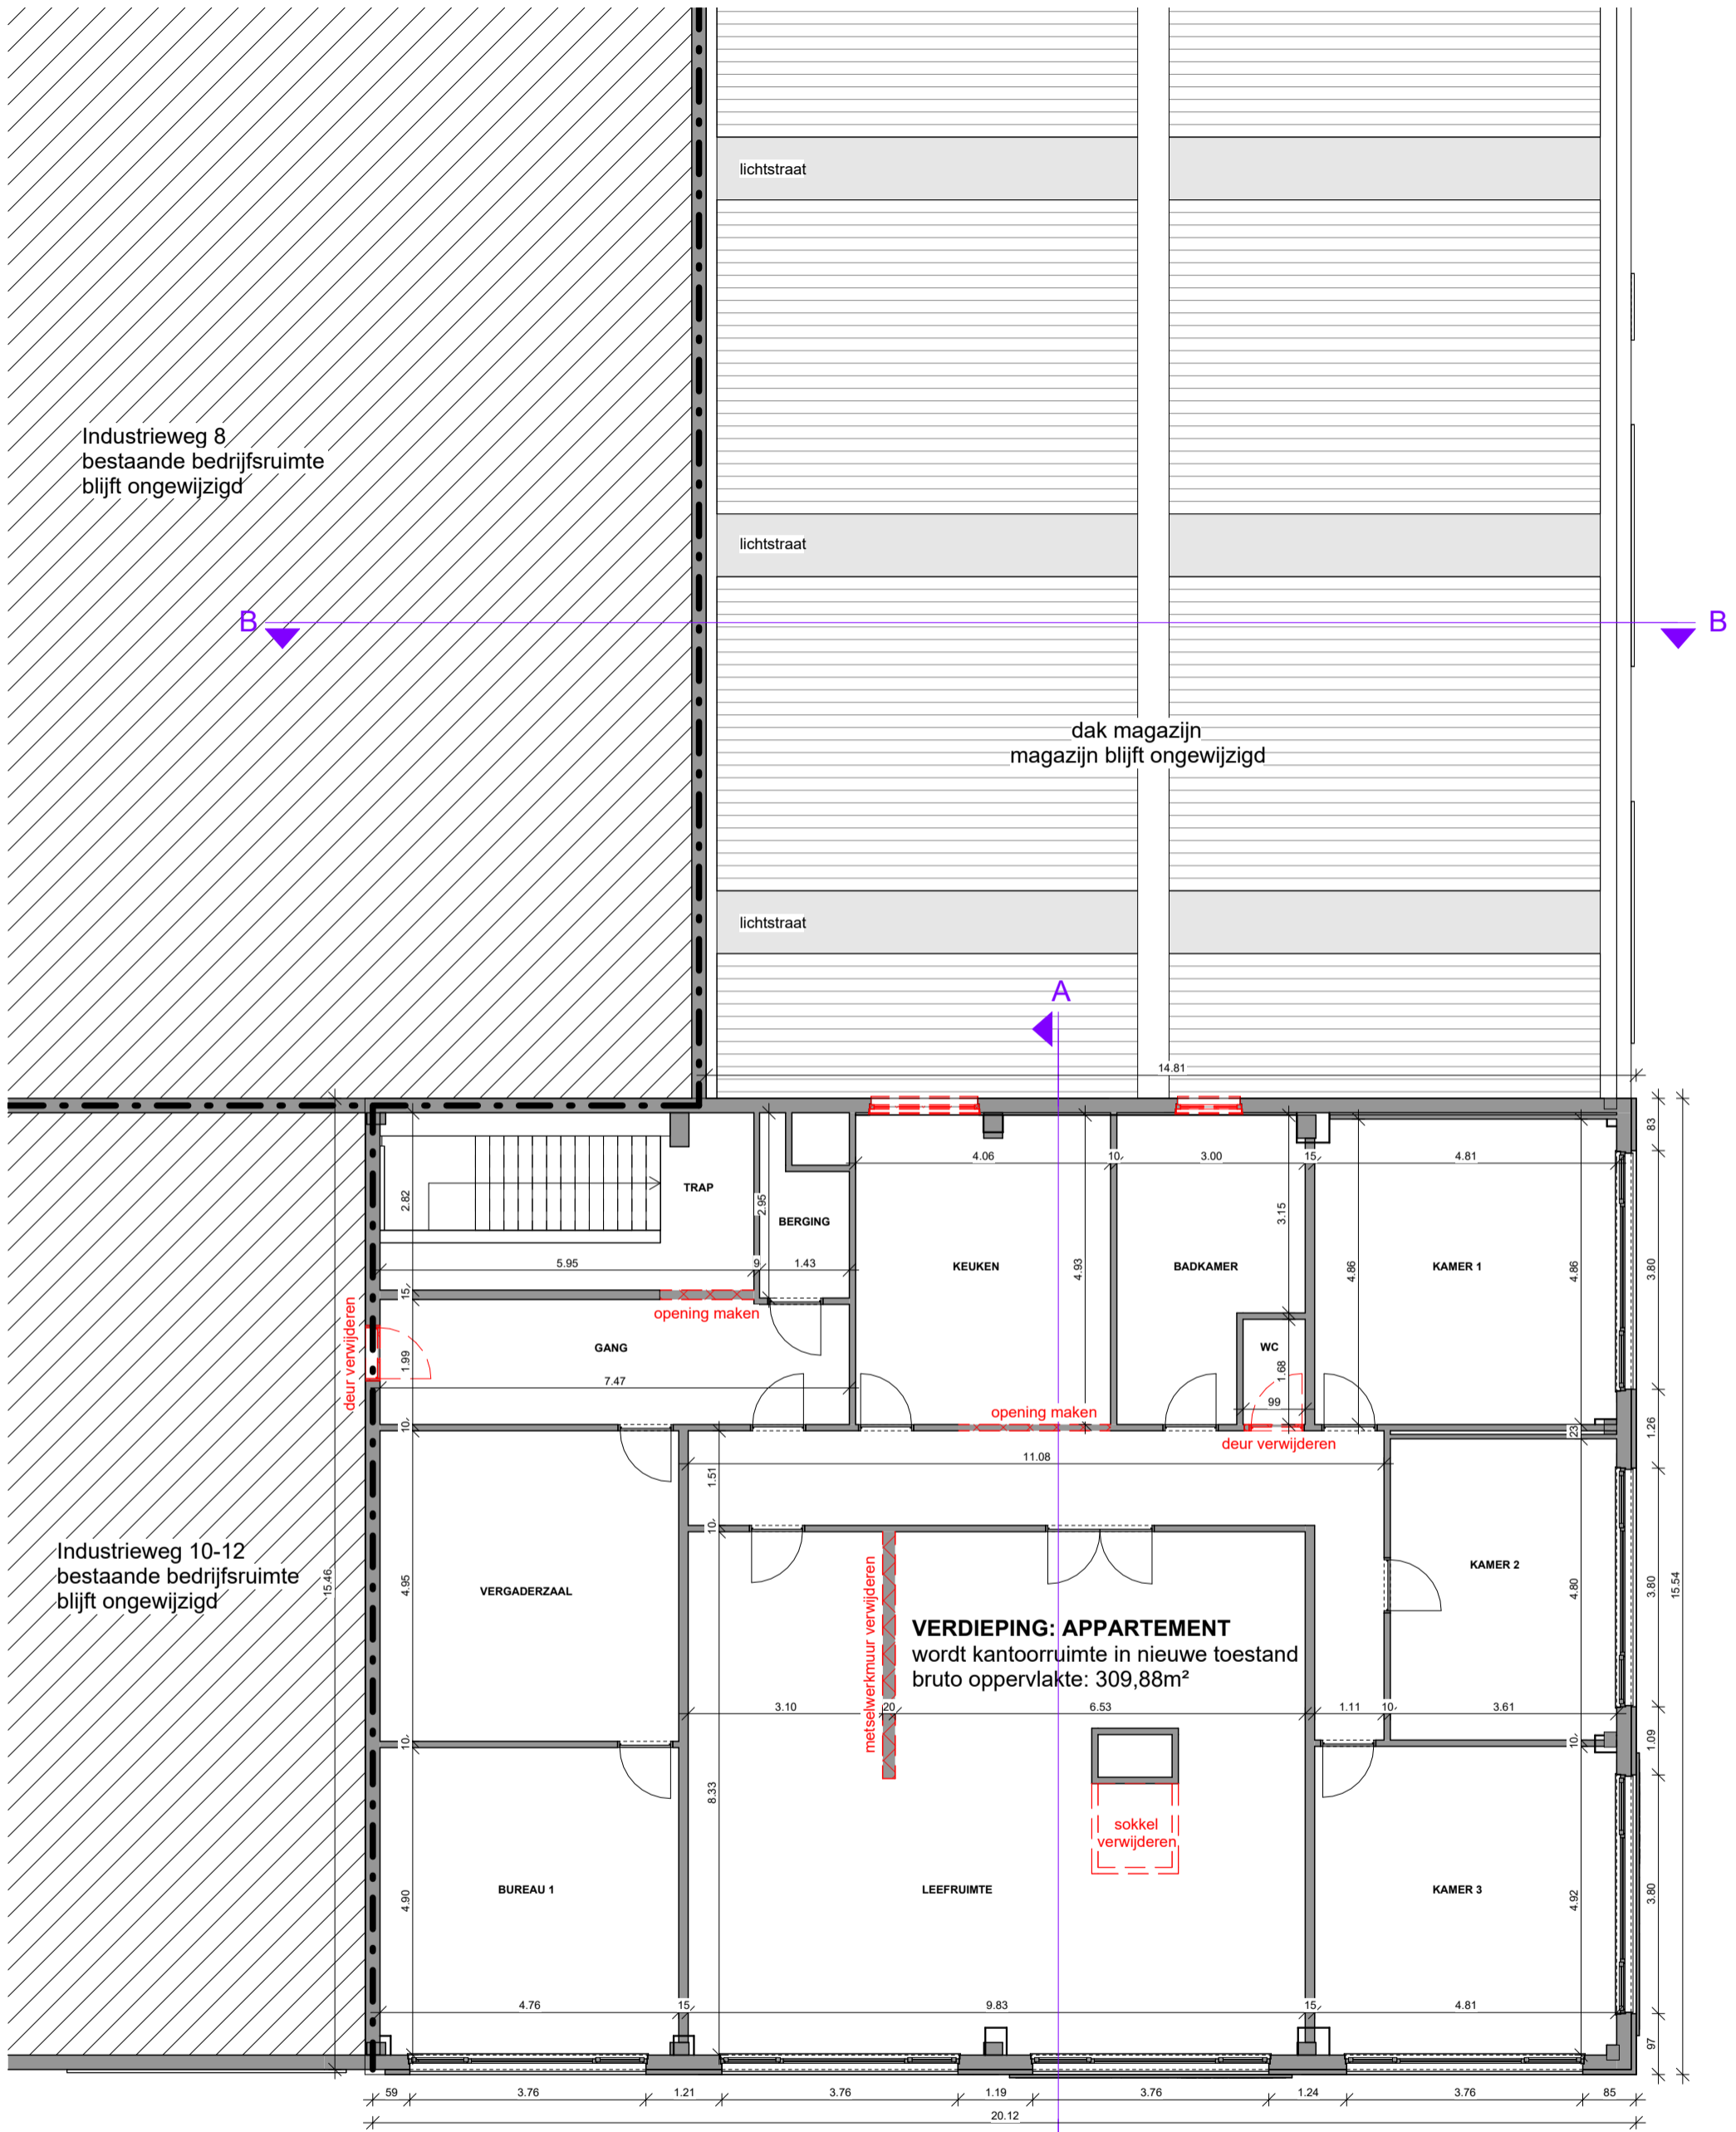 lichtstraat
Industrieweg 8
bestaande bedrijfsruimte
blijft ongewijzigd
lichtstraat
B
B
dak magazijn
magazijn blijft ongewijzigd
lichtstraat
A
14.81
83
4.06
10
3.00
15
4.81
TRAP
2.82
2.95
BERGING
3.15
5.95
9
1.43
KEUKEN
4.93
BADKAMER
4.86
KAMER 1
4.86
3.80
15
opening maken
deur verwijderen
GANG
1.99
WC
1.68
7.47
99
opening maken
10
deur verwijderen
23
1.26
11.08
1.51
10
Industrieweg 10-12
bestaande bedrijfsruimte
blijft ongewijzigd
15.46
4.95
VERGADERZAAL
metselwerkmuur verwijderen
VERDIEPING: APPARTEMENT
wordt kantoorruimte in nieuwe toestand
bruto oppervlakte: 309,88m²
KAMER 2
4.80
3.80
15.54
3.10
20
6.53
1.11
10
3.61
10
10
1.09
8.33
sokkel
verwijderen
4.90
BUREAU 1
LEEFRUIMTE
KAMER 3
4.92
3.80
4.76
15
9.83
15
4.81
97
59
3.76
1.21
3.76
1.19
3.76
1.24
3.76
85
20.12